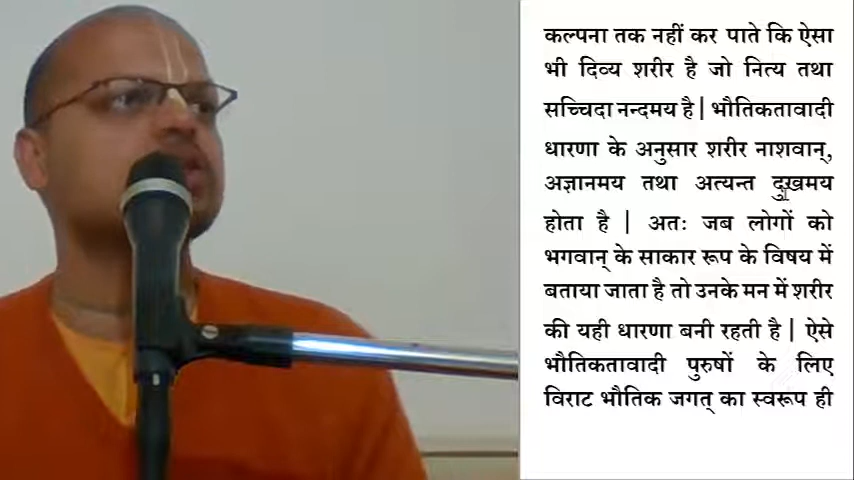 कल्पना तक नहीं कर पाते कि ऐसा
भी दिव्य शरीर है जो नित्य तथा
सच्चिदा नन्दमय है | भौतिकतावादी
धारणा के अनुसार शरीर नाशवान्,
अज्ञानमय तथा अत्यन्त दुखमय
होता है | अतः जब लोगों को
भगवान् के साकार रूप के विषय में
बताया जाता है तो उनके मन में शरीर
की यही धारणा बनी रहती है | ऐसे
भौतिकतावादी पुरुषों के लिए
विराट भौतिक जगत् का स्वरूप ही